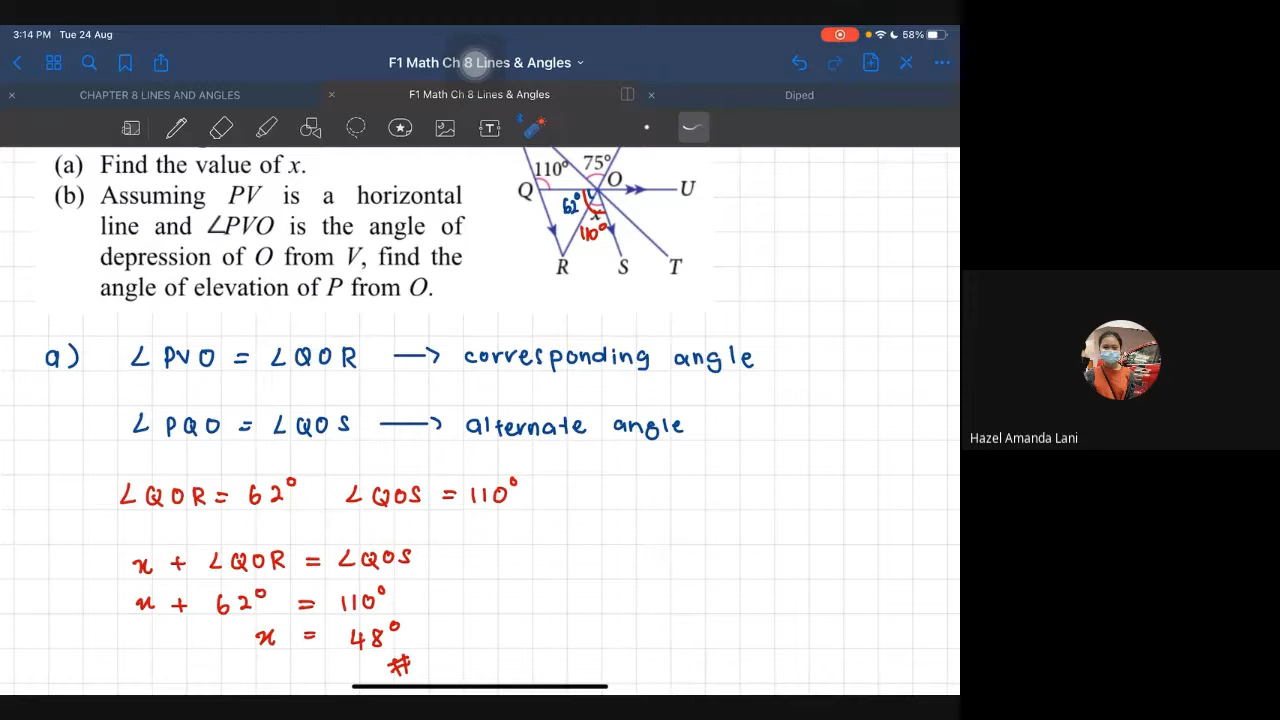 3:14 PM Tue 24 Aug
58%
F1 Math Ch 8 Lines & Angles
CHAPTER 8 LINES AND ANGLES
F1 Math Ch 8 Lines & Angles
Diped
(a) Find the value of x.
(b) Assuming PV is a horizontal
line and ∠PVO is the angle of
depression of O from V, find the
angle of elevation of P from O.
110° 75°
Q O U
62°
x
110°
R S T
a) ∠PVO = ∠QOR → corresponding angle
∠PQO = ∠QOS → alternate angle
∠QOR = 62° ∠QOS = 110°
x + ∠QOR = ∠QOS
x + 62° = 110°
x = 48°
#
Hazel Amanda Lani